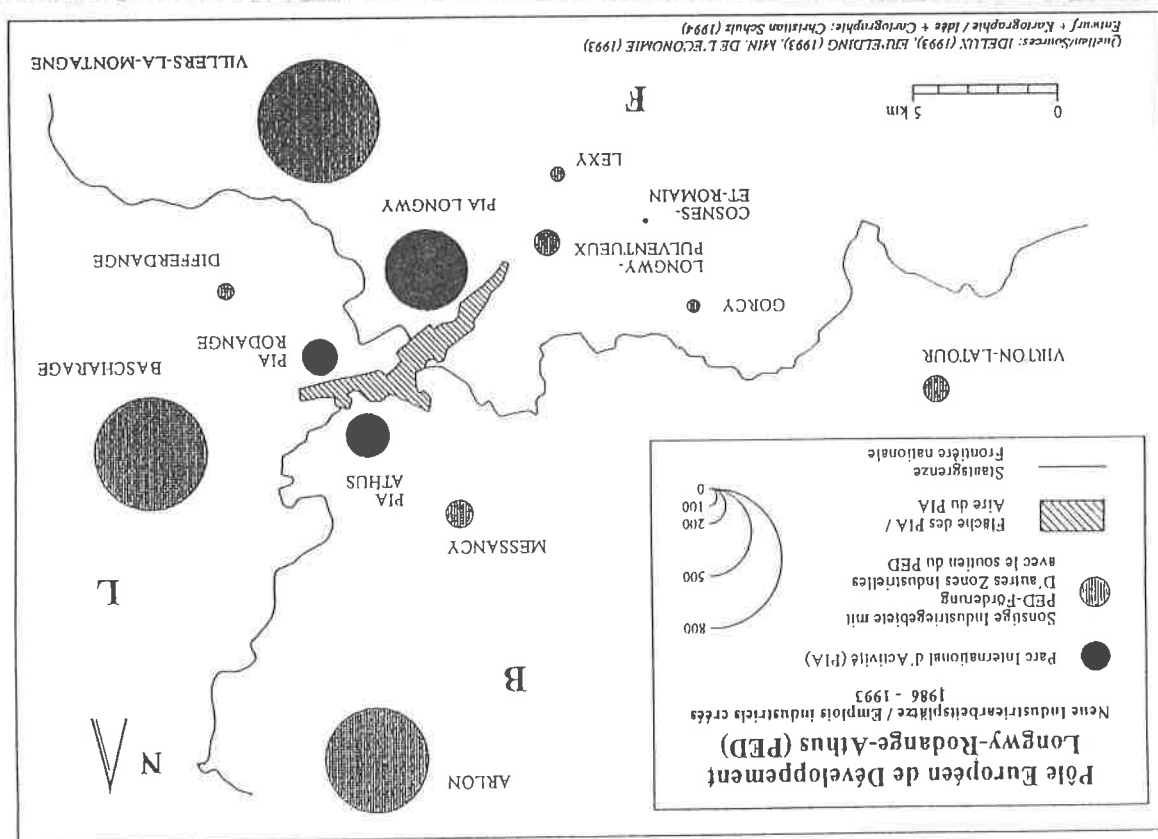 Pôle Européen de Développement
Longwy-Rodange-Athus (PED)
Neue Industriearbeitsplätze / Emplois industriels créés
1986 - 1993
Parc International d'Activité (PIA)
Sonstige Industriegebiete mit
PED-Förderung
D'autres Zones Industrielles
avec le soutien du PED
Fläche des PIA /
Aire du PIA
Staatsgrenze
Frontière nationale
800
500
200
100
0
ARLON
N
B
L
MESSANCY
PIA
ATHUS
VIRTON-LATOUR
BASCHARAGE
PIA
RODANGE
GORCY
DIFFERDANGE
LONGWY-
PULVENTUEUX
COSNES-
ET-ROMAIN
PIA LONGWY
LEXY
F
VILLERS-LA-MONTAGNE
0
5 km
Quellen/Sources: IDELUX (1993), (1993), MIN. DE L'ECONOMIE (1993)
Entwurf + Kartographie / Idée + Cartographie: Christian Schulz (1994)